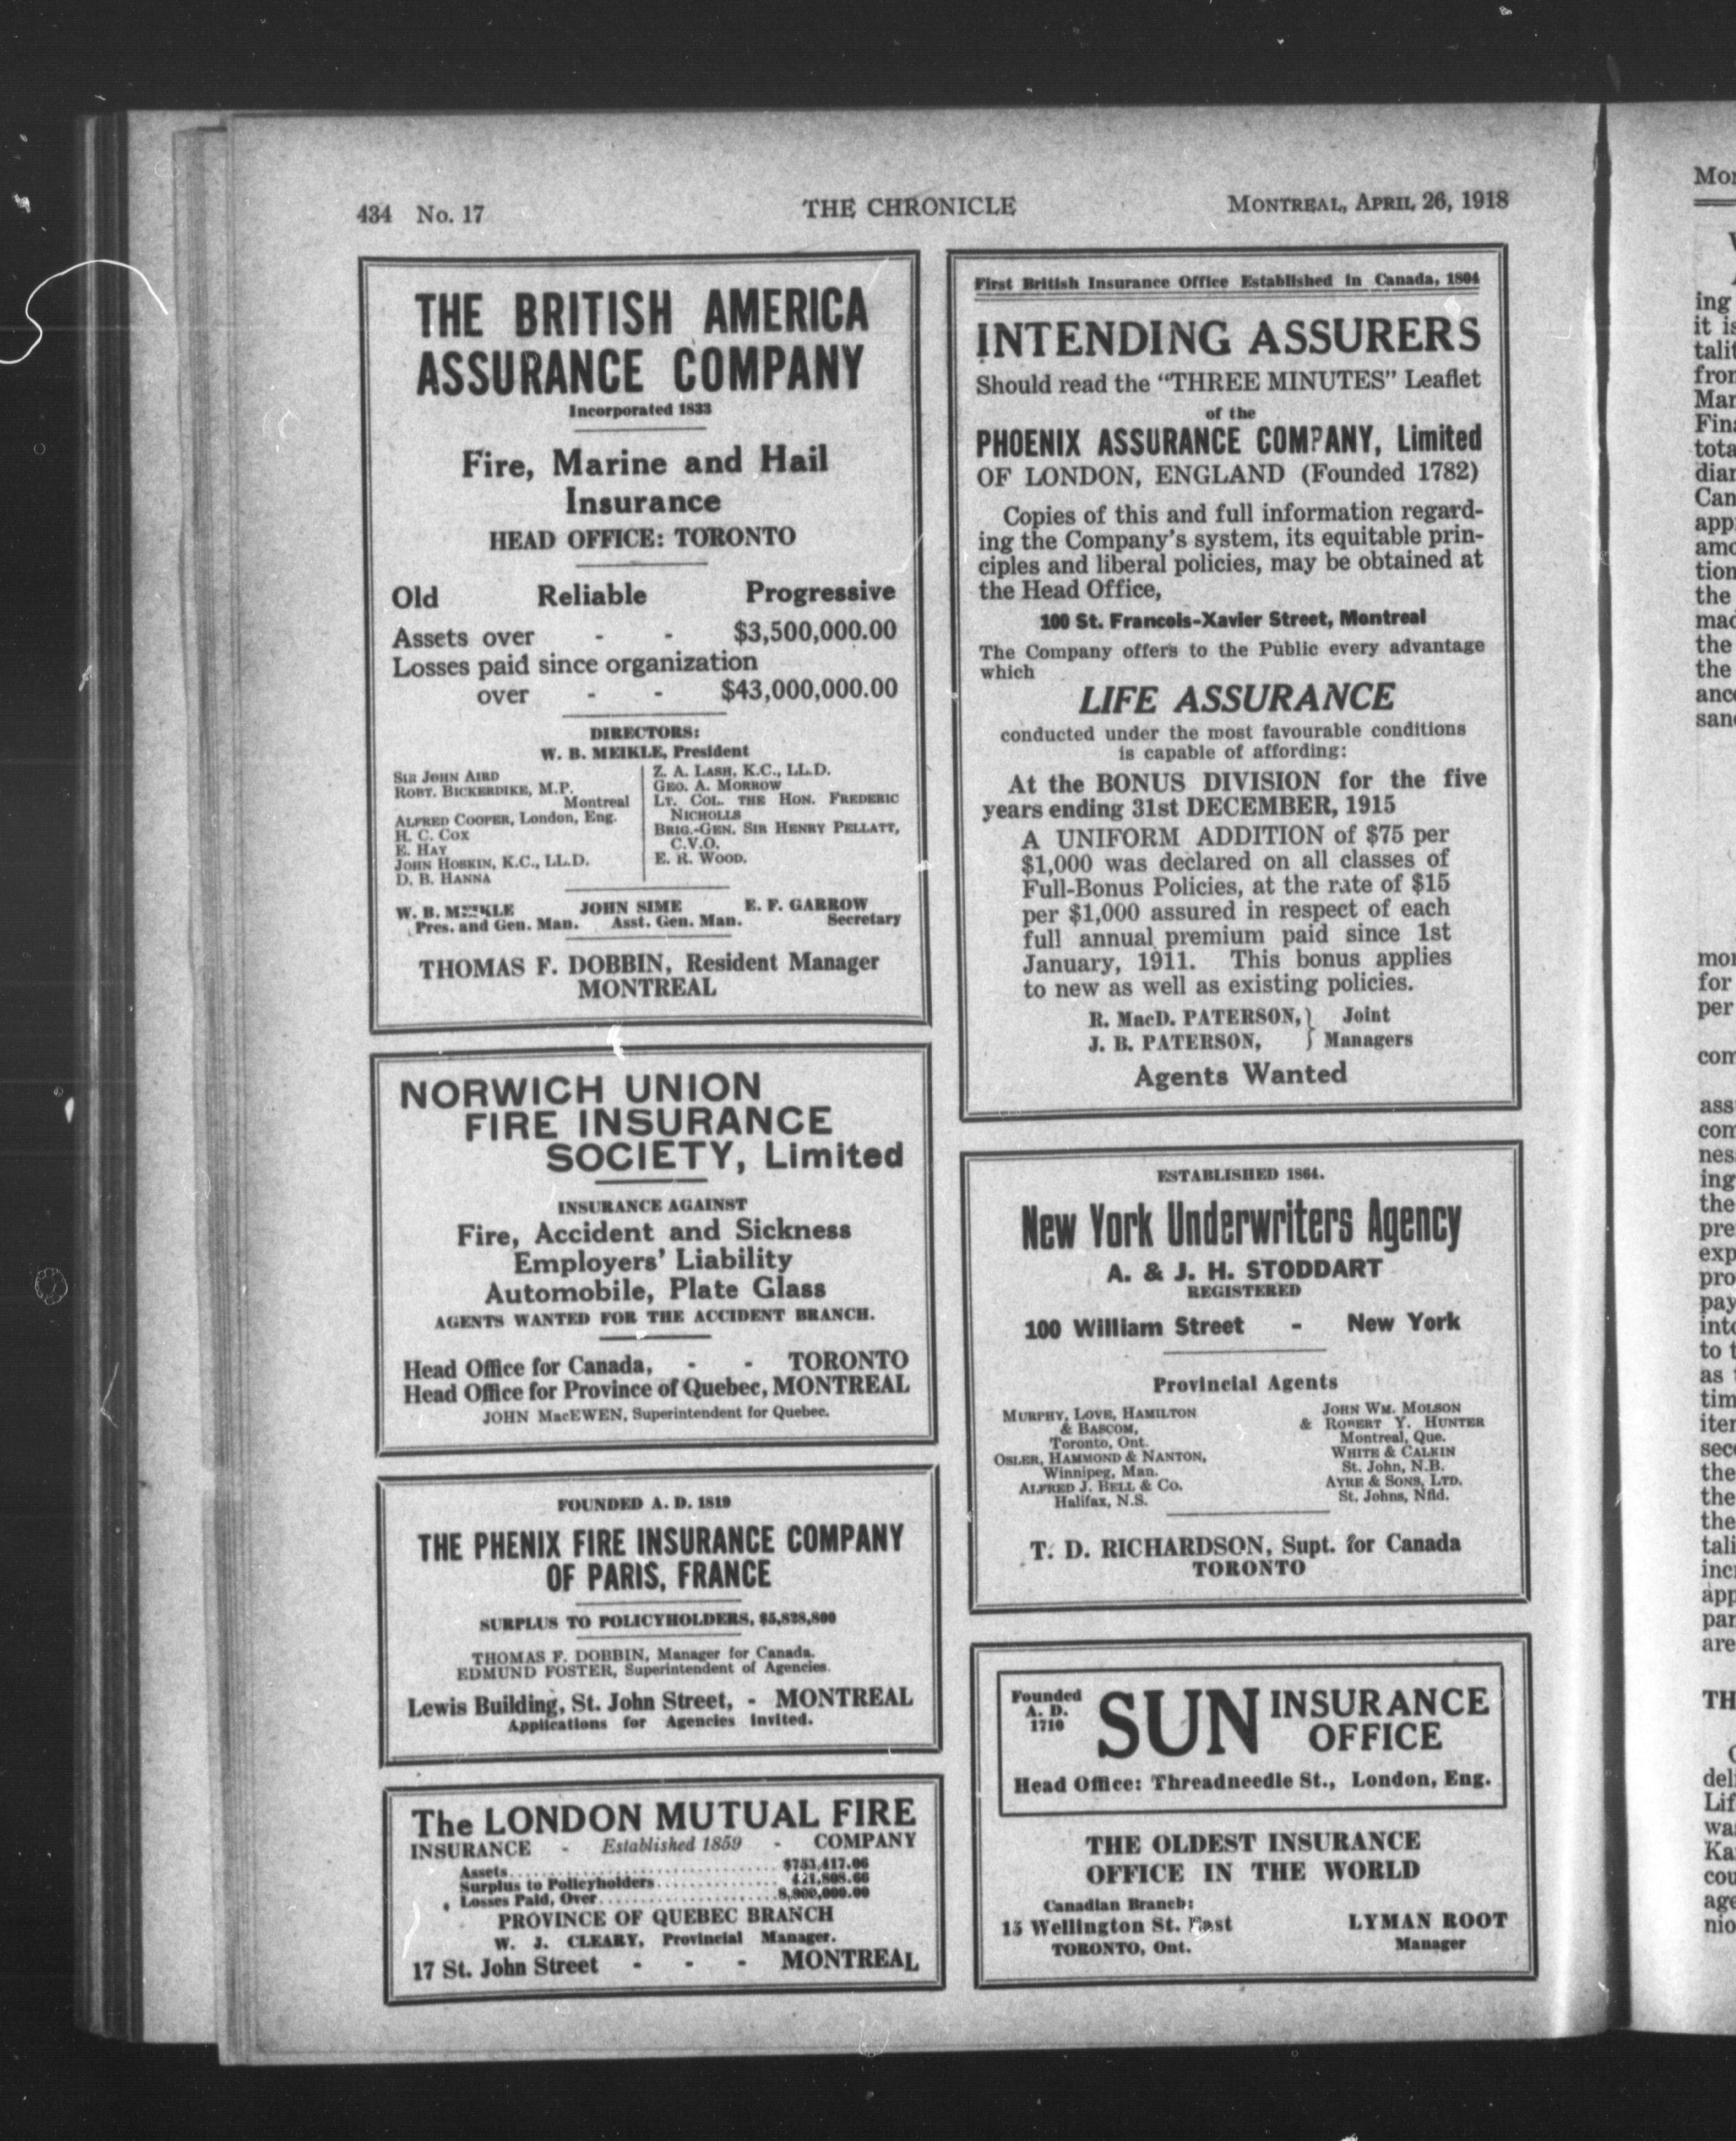 434 No. 17
THE CHRONICLE
MONTREAL, APRIL 26, 1918
THE BRITISH AMERICA
ASSURANCE COMPANY
Incorporated 1833
Fire, Marine and Hail
Insurance
HEAD OFFICE: TORONTO
Old Reliable Progressive
Assets over - - $3,500,000.00
Losses paid since organization
over - - $43,000,000.00
DIRECTORS:
W. B. MEIKLE, President
SIR JOHN AIRD
ROBT. BICKERDIKE, M.P.
Montreal
ALFRED COOPER, London, Eng.
H. C. COX
E. HAY
JOHN HOSKIN, K.C., LL.D.
D. B. HANNA
Z. A. LASH, K.C., LL.D.
GEO. A. MORROW
LT. COL. THE HON. FREDERIC
NICHOLLS
BRIG.-GEN. SIR HENRY PELLATT,
C.V.O.
E. R. WOOD.
W. B. MEIKLE JOHN SIME E. F. GARROW
Pres. and Gen. Man. Asst. Gen. Man. Secretary
THOMAS F. DOBBIN, Resident Manager
MONTREAL
NORWICH UNION
FIRE INSURANCE
SOCIETY, Limited
INSURANCE AGAINST
Fire, Accident and Sickness
Employers' Liability
Automobile, Plate Glass
AGENTS WANTED FOR THE ACCIDENT BRANCH.
Head Office for Canada, - - TORONTO
Head Office for Province of Quebec, MONTREAL
JOHN MacEWEN, Superintendent for Quebec.
FOUNDED A. D. 1819
THE PHENIX FIRE INSURANCE COMPANY
OF PARIS, FRANCE
SURPLUS TO POLICYHOLDERS, $5,828,800
THOMAS F. DOBBIN, Manager for Canada.
EDMUND FOSTER, Superintendent of Agencies.
Lewis Building, St. John Street, - MONTREAL
Applications for Agencies invited.
The LONDON MUTUAL FIRE
INSURANCE - Established 1859 - COMPANY
Assets.............................. $753,417.06
Surplus to Policyholders............... 421,808.66
Losses Paid, Over......................8,900,000.00
PROVINCE OF QUEBEC BRANCH
W. J. CLEARY, Provincial Manager.
17 St. John Street - - - MONTREAL
First British Insurance Office Established in Canada, 1804
INTENDING ASSURERS
Should read the "THREE MINUTES" Leaflet
of the
PHOENIX ASSURANCE COMPANY, Limited
OF LONDON, ENGLAND (Founded 1782)
Copies of this and full information regard-
ing the Company's system, its equitable prin-
ciples and liberal policies, may be obtained at
the Head Office,
100 St. Francois-Xavier Street, Montreal
The Company offers to the Public every advantage
which
LIFE ASSURANCE
conducted under the most favourable conditions
is capable of affording:
At the BONUS DIVISION for the five
years ending 31st DECEMBER, 1915
A UNIFORM ADDITION of $75 per
$1,000 was declared on all classes of
Full-Bonus Policies, at the rate of $15
per $1,000 assured in respect of each
full annual premium paid since 1st
January, 1911. This bonus applies
to new as well as existing policies.
R. MacD. PATERSON, } Joint
J. B. PATERSON, } Managers
Agents Wanted
ESTABLISHED 1864.
New York Underwriters Agency
A. & J. H. STODDART
REGISTERED
100 William Street - New York
Provincial Agents
MURPHY, LOVE, HAMILTON
& BASCOM,
Toronto, Ont.
OSLER, HAMMOND & NANTON,
Winnipeg, Man.
ALFRED J. BELL & CO.
Halifax, N.S.
JOHN WM. MOLSON
& ROBERT Y. HUNTER
Montreal, Que.
WHITE & CALKIN
St. John, N.B.
AYRE & SONS, LTD.
St. Johns, Nfld.
T. D. RICHARDSON, Supt. for Canada
TORONTO
Founded
A. D.
1710
SUN INSURANCE
OFFICE
Head Office: Threadneedle St., London, Eng.
THE OLDEST INSURANCE
OFFICE IN THE WORLD
Canadian Branch:
15 Wellington St. East
TORONTO, Ont.
LYMAN ROOT
Manager